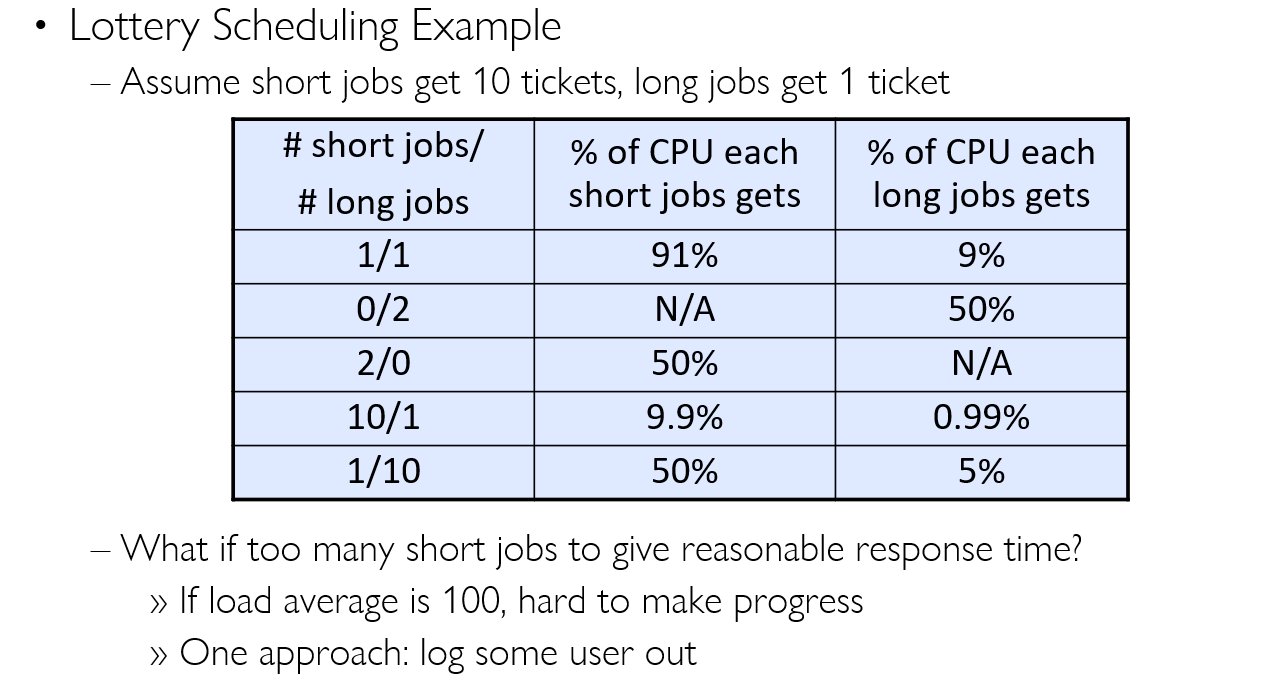 • Lottery Scheduling Example
– Assume short jobs get 10 tickets, long jobs get 1 ticket
# short jobs/
# long jobs
% of CPU each
short jobs gets
% of CPU each
long jobs gets
1/1 91% 9%
0/2 N/A 50%
2/0 50% N/A
10/1 9.9% 0.99%
1/10 50% 5%
– What if too many short jobs to give reasonable response time?
» If load average is 100, hard to make progress
» One approach: log some user out